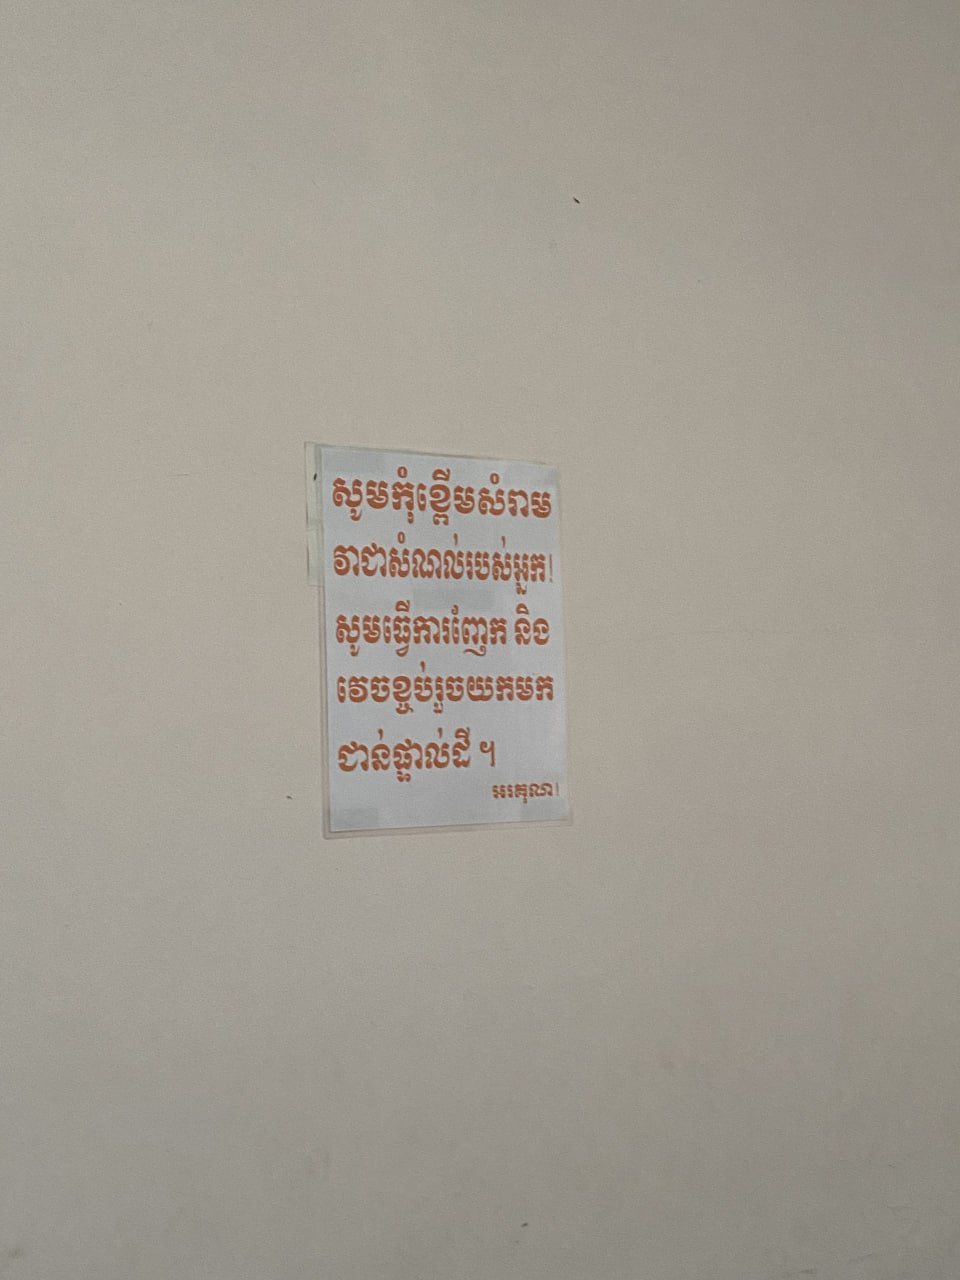 សូមកុំខ្ពើមសំរាម
វាជាសំណល់របស់អ្នក!
សូមធ្វើការញែក និង
វេចខ្ចប់រួចយកមក
ជាន់ផ្ទាល់ដី ។
អរគុណ!